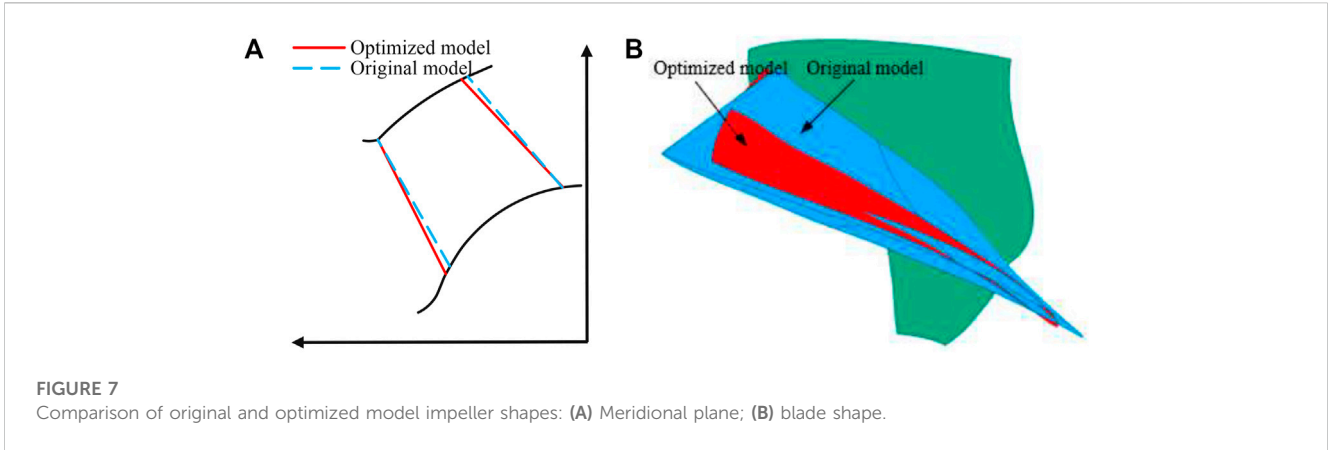 A
Optimized model
Original model
B
Optimized model
Original model
FIGURE 7
Comparison of original and optimized model impeller shapes: (A) Meridional plane; (B) blade shape.